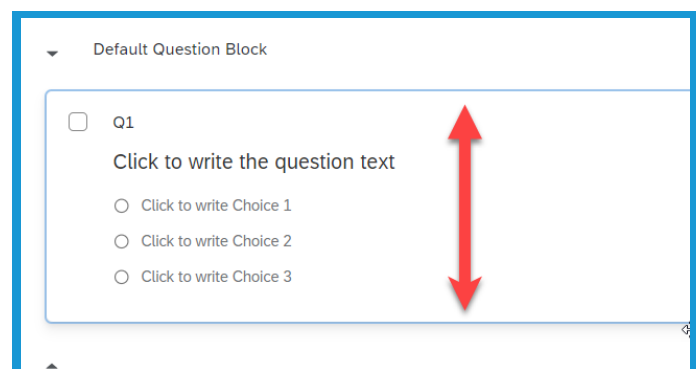 Default Question Block
Q1
Click to write the question text
Click to write Choice 1
Click to write Choice 2
Click to write Choice 3